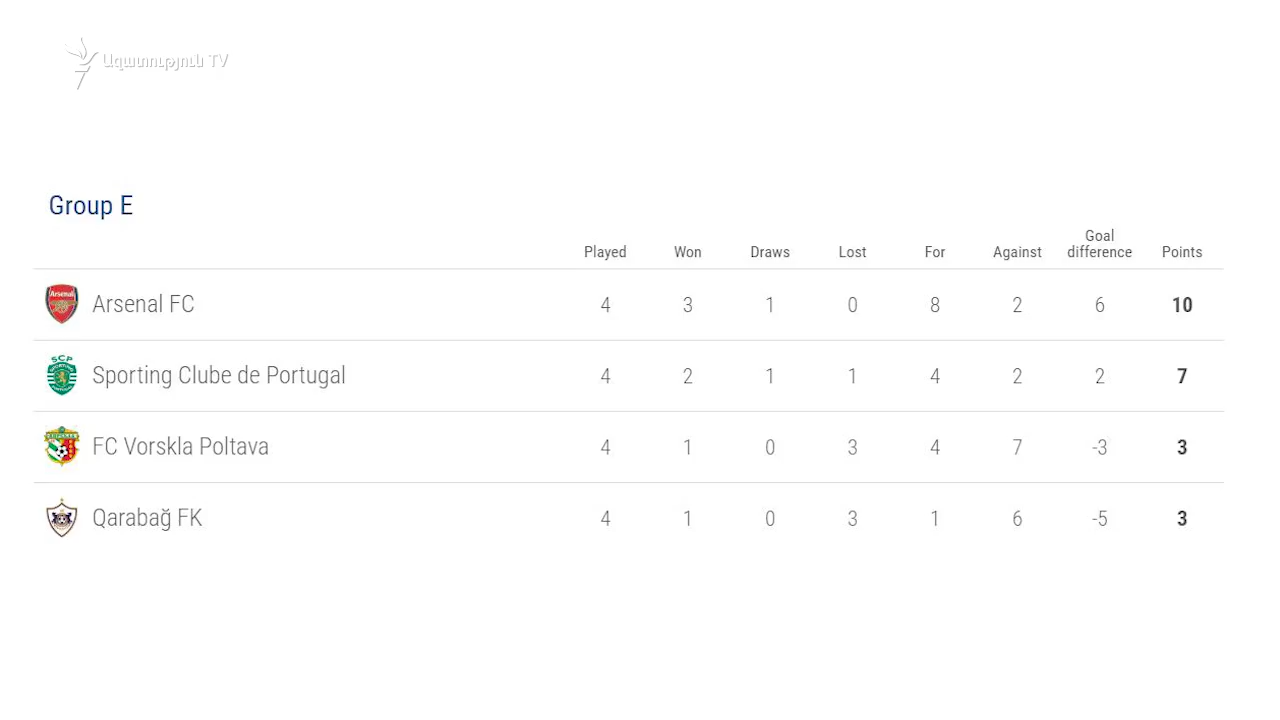 Ազատություն TV
Group E
Played Won Draws Lost For Against Goal difference Points
Arsenal FC 4 3 1 0 8 2 6 10
Sporting Clube de Portugal 4 2 1 1 4 2 2 7
FC Vorskla Poltava 4 1 0 3 4 7 -3 3
Qarabağ FK 4 1 0 3 1 6 -5 3
Arsenal
SCP